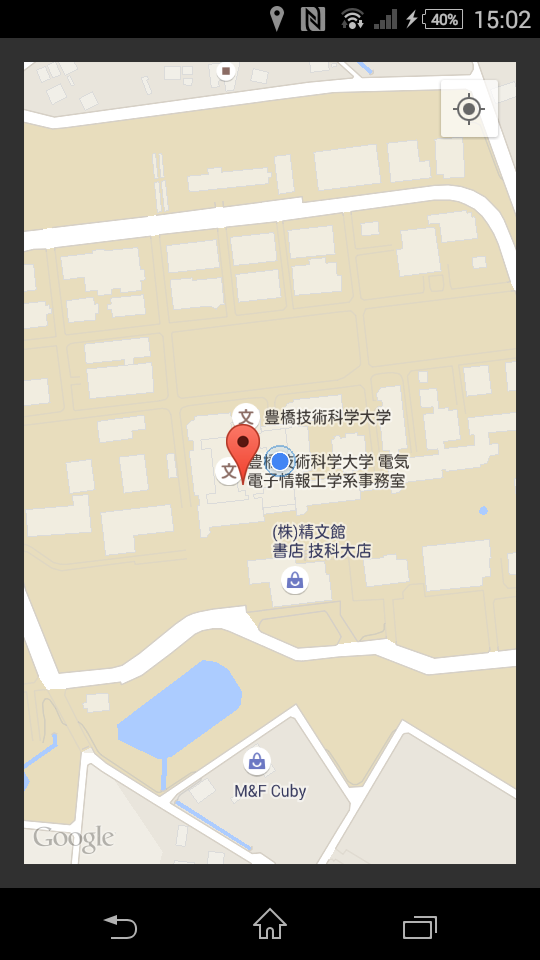 40% 15:02
文 豊橋技術科学大学
文 豊橋技術科学大学 電気
電子情報工学系事務室
(株)精文館
書店 技科大店
M&F Cuby
Google